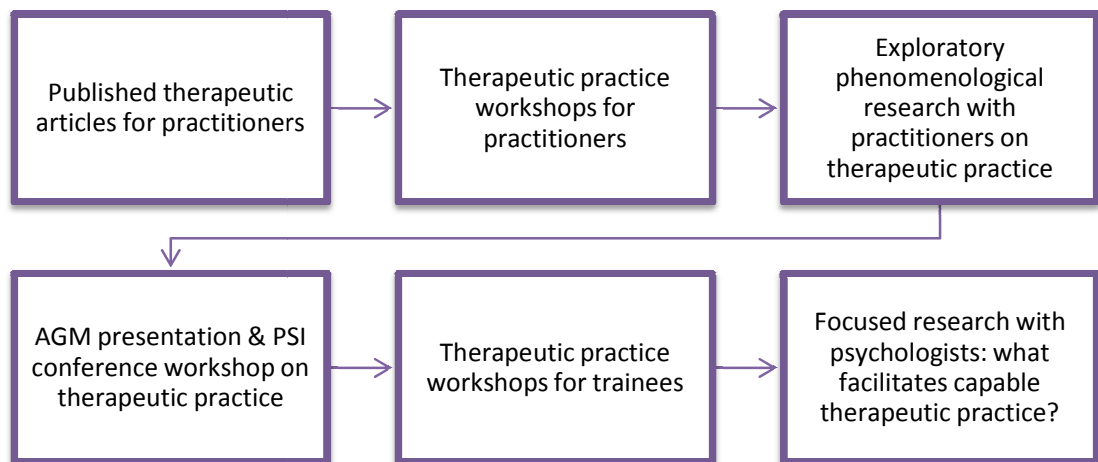 Published therapeutic
articles for practitioners
Therapeutic practice
workshops for
practitioners
Exploratory
phenomenological
research with
practitioners on
therapeutic practice
AGM presentation & PSI
conference workshop on
therapeutic practice
Therapeutic practice
workshops for trainees
Focused research with
psychologists: what
facilitates capable
therapeutic practice?